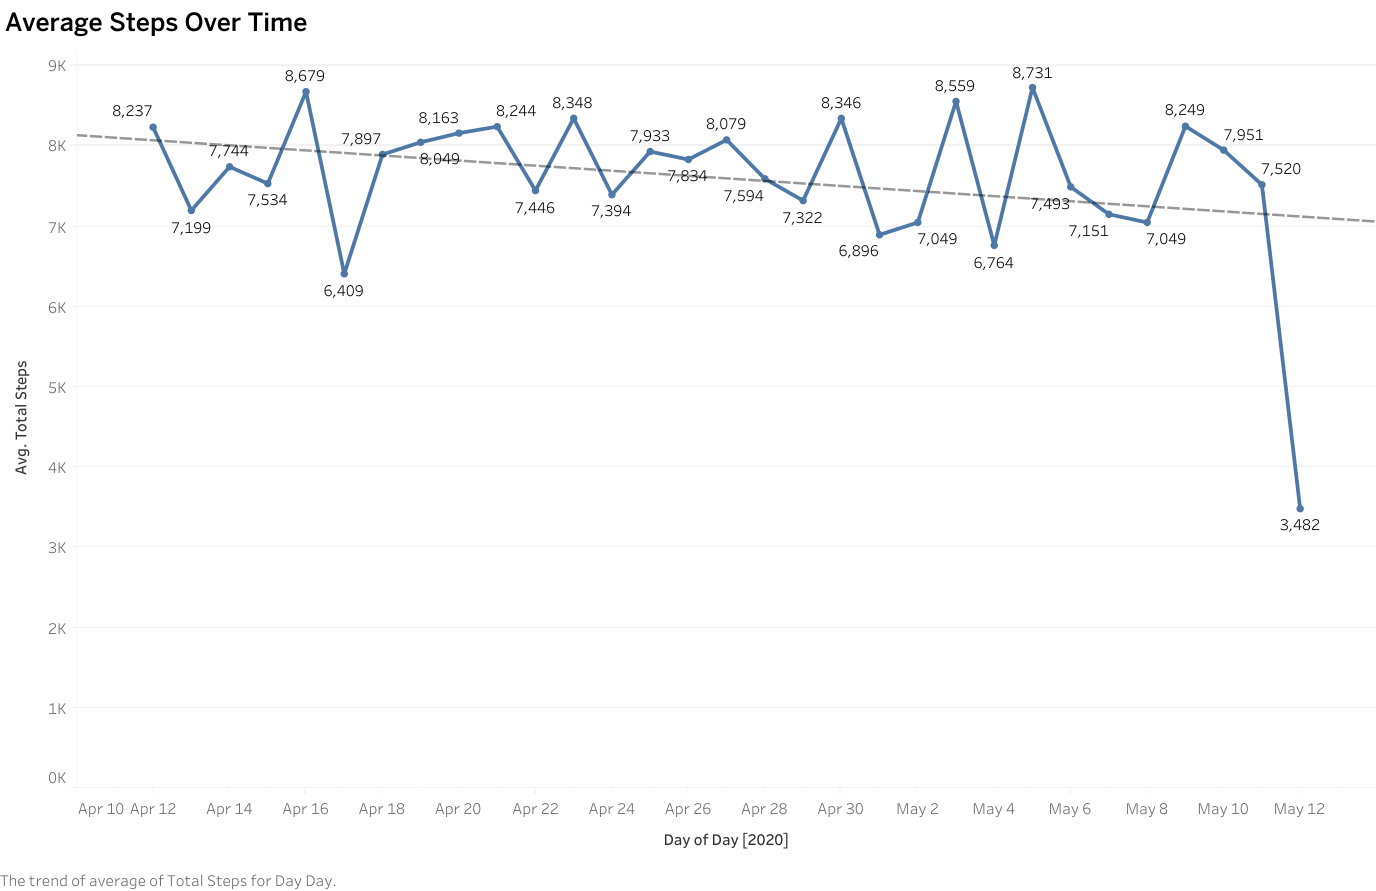 Average Steps Over Time
9K
8K
7K
6K
5K
4K
3K
2K
1K
0K
Avg. Total Steps
8,237
7,199
7,744
7,534
8,679
6,409
7,897
8,049
8,163
8,244
7,446
8,348
7,394
7,933
7,834
8,079
7,594
7,322
8,346
6,896
7,049
8,559
6,764
8,731
7,493
7,151
7,049
8,249
7,951
7,520
3,482
Apr 10 Apr 12 Apr 14 Apr 16 Apr 18 Apr 20 Apr 22 Apr 24 Apr 26 Apr 28 Apr 30 May 2 May 4 May 6 May 8 May 10 May 12
Day of Day [2020]
The trend of average of Total Steps for Day Day.